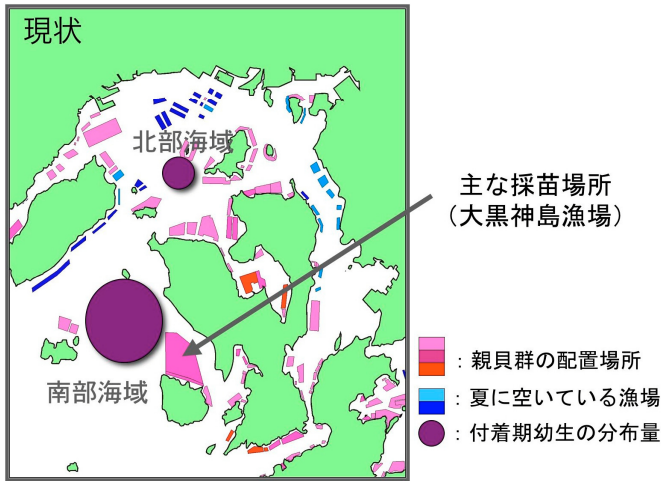 現状
北部海域
主な採苗場所
（大黒神島漁場）
南部海域
：親貝群の配置場所
：夏に空いている漁場
：付着期幼生の分布量